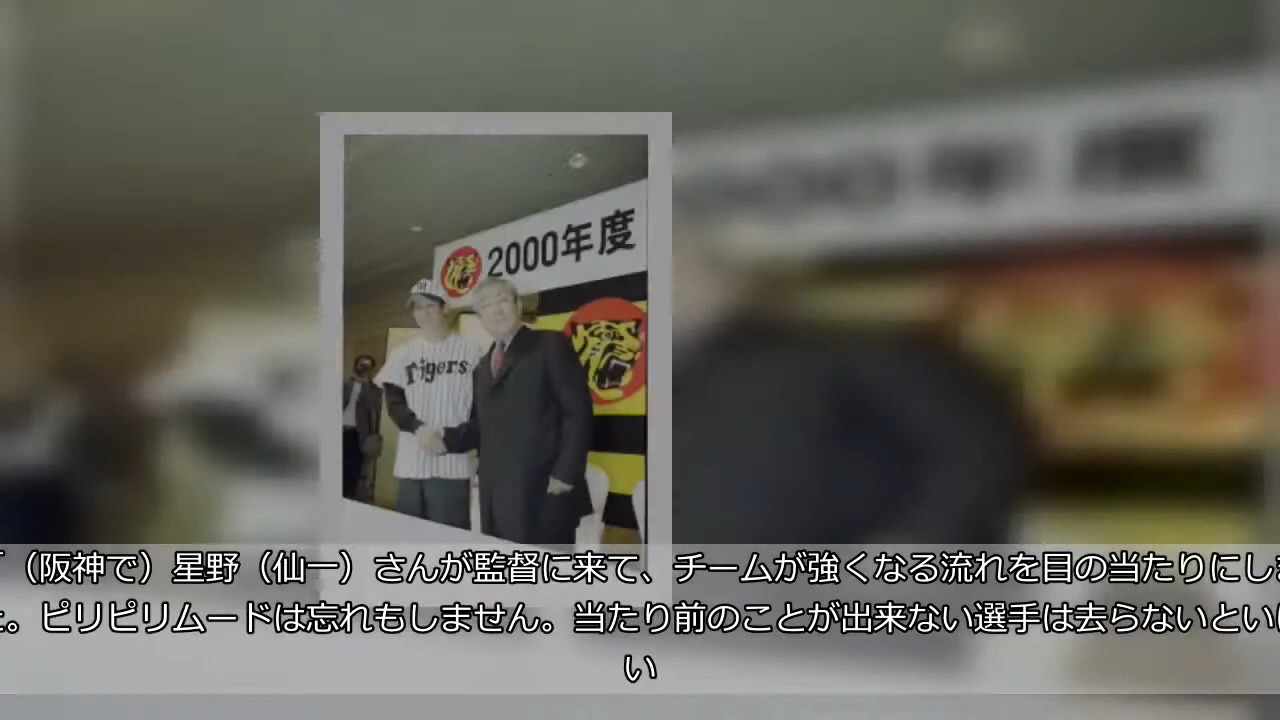 2000年度
Tigers
（阪神で）星野（仙一）さんが監督に来て、チームが強くなる流れを目の当たりにしま
。ピリピリムードは忘れもしません。当たり前のことが出来ない選手は去らないとい
い